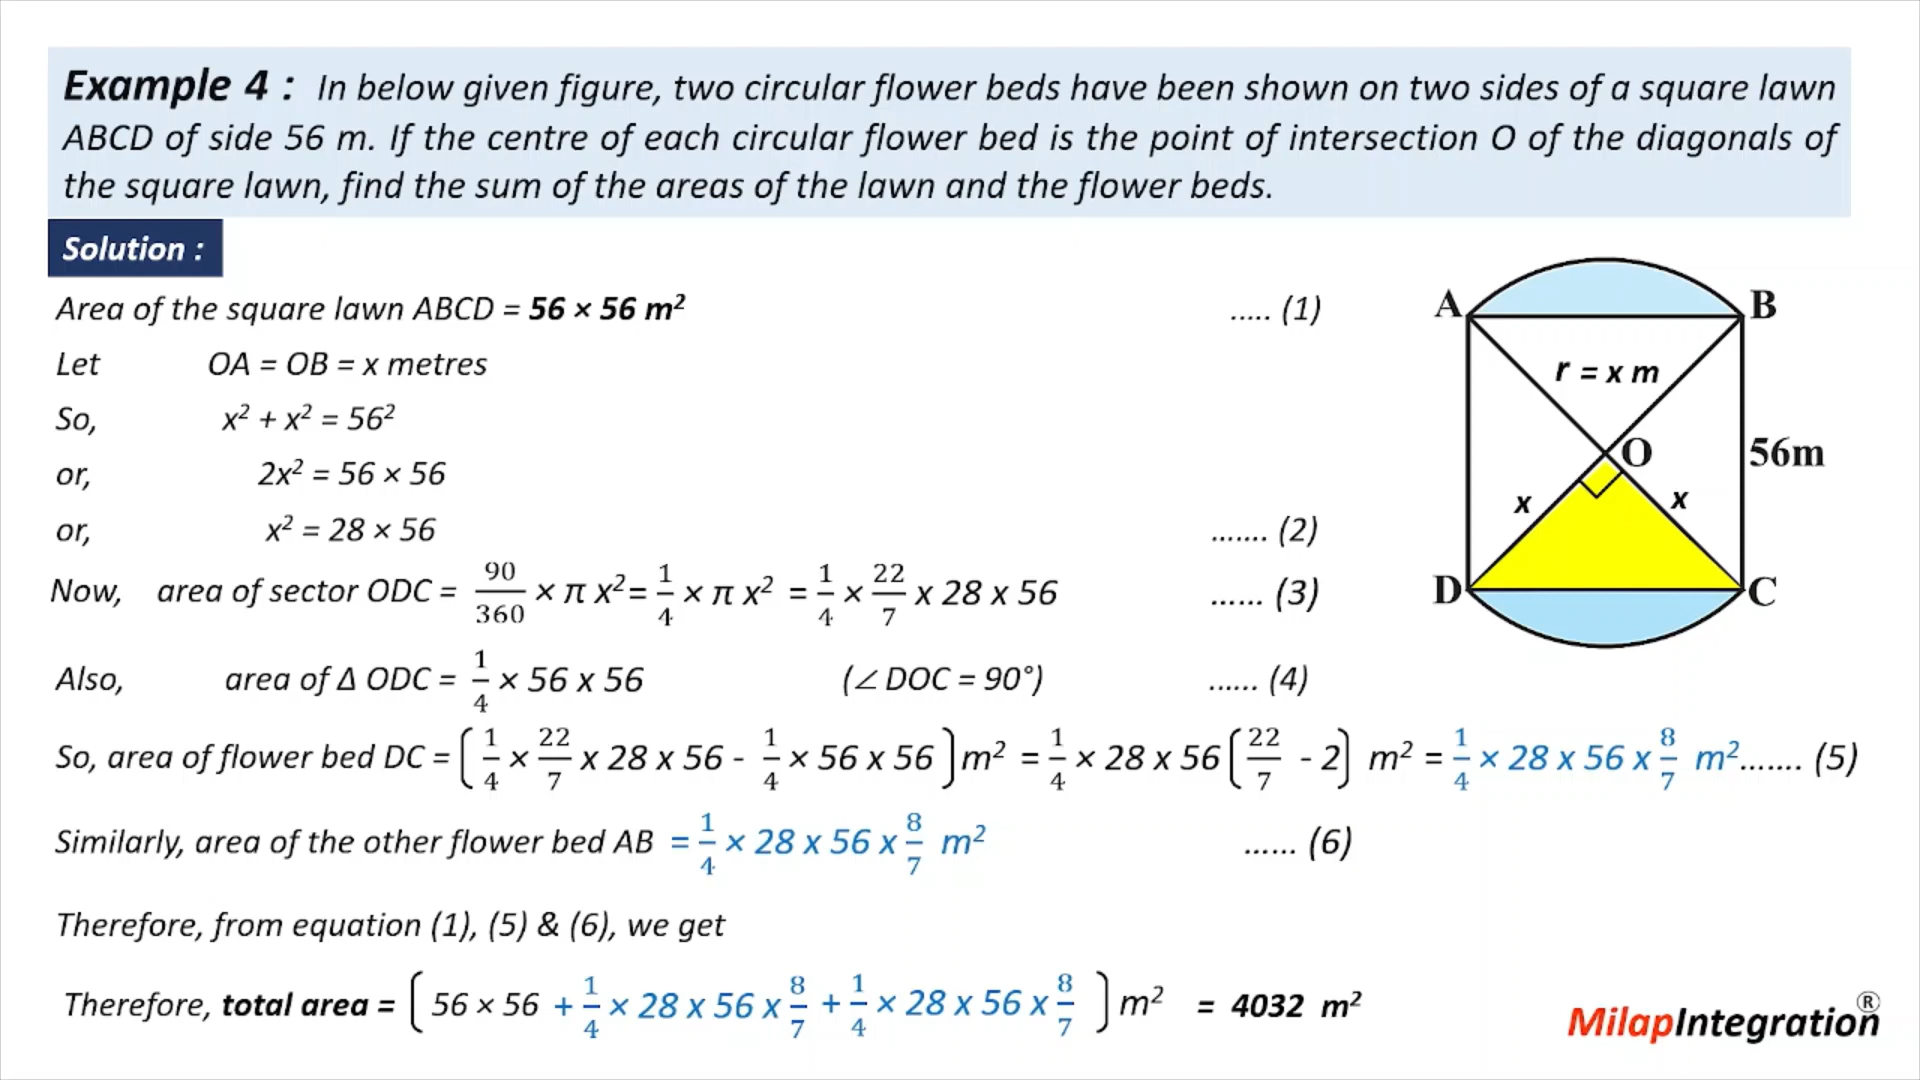 Example 4 : In below given figure, two circular flower beds have been shown on two sides of a square lawn
ABCD of side 56 m. If the centre of each circular flower bed is the point of intersection O of the diagonals of
the square lawn, find the sum of the areas of the lawn and the flower beds.
Solution :
Area of the square lawn ABCD = 56 × 56 m² ..... (1)
Let OA = OB = x metres
So, x² + x² = 56²
or, 2x² = 56 × 56
or, x² = 28 × 56 ....... (2)
Now, area of sector ODC = 90/360 × π x² = 1/4 × π x² = 1/4 × 22/7 x 28 x 56 ...... (3)
Also, area of Δ ODC = 1/4 × 56 x 56 (∠ DOC = 90°) ...... (4)
So, area of flower bed DC = ( 1/4 × 22/7 x 28 x 56 - 1/4 × 56 x 56 ) m² = 1/4 × 28 x 56 ( 22/7 - 2 ) m² = 1/4 × 28 x 56 x 8/7 m² ....... (5)
Similarly, area of the other flower bed AB = 1/4 × 28 x 56 x 8/7 m² ...... (6)
Therefore, from equation (1), (5) & (6), we get
Therefore, total area = ( 56 × 56 + 1/4 × 28 x 56 x 8/7 + 1/4 × 28 x 56 x 8/7 ) m² = 4032 m²
A B
r = x m
O 56m
x x
D C
MilapIntegration®